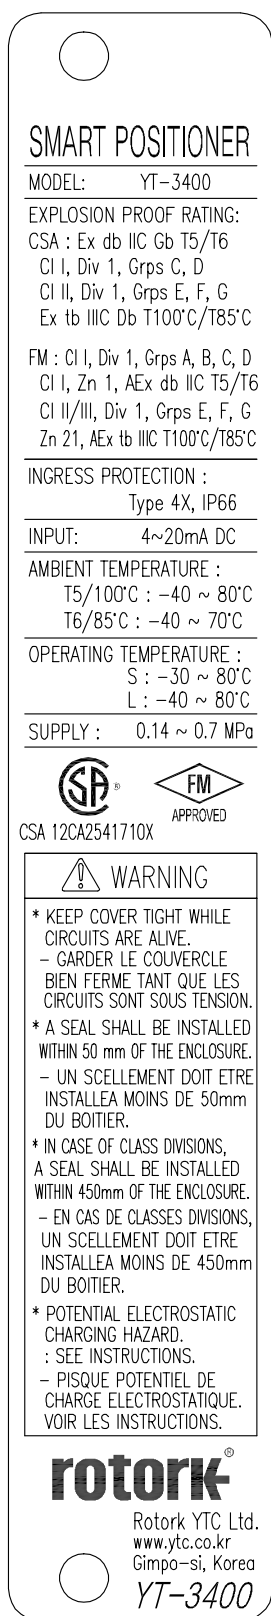 SMART POSITIONER
MODEL: YT-3400
EXPLOSION PROOF RATING:
CSA : Ex db IIC Gb T5/T6
Cl I, Div 1, Grps C, D
Cl II, Div 1, Grps E, F, G
Ex tb IIIC Db T100°C/T85°C
FM : Cl I, Div 1, Grps A, B, C, D
Cl I, Zn 1, AEx db IIC T5/T6
Cl II/III, Div 1, Grps E, F, G
Zn 21, AEx tb IIIC T100°C/T85°C
INGRESS PROTECTION :
Type 4X, IP66
INPUT: 4~20mA DC
AMBIENT TEMPERATURE :
T5/100°C : -40 ~ 80°C
T6/85°C : -40 ~ 70°C
OPERATING TEMPERATURE :
S : -30 ~ 80°C
L : -40 ~ 80°C
SUPPLY : 0.14 ~ 0.7 MPa
SA ®
FM
APPROVED
CSA 12CA2541710X
WARNING
* KEEP COVER TIGHT WHILE
CIRCUITS ARE ALIVE.
- GARDER LE COUVERCLE
BIEN FERME TANT QUE LES
CIRCUITS SONT SOUS TENSION.
* A SEAL SHALL BE INSTALLED
WITHIN 50 mm OF THE ENCLOSURE.
- UN SCELLEMENT DOIT ETRE
INSTALLEA MOINS DE 50mm
DU BOITIER.
* IN CASE OF CLASS DIVISIONS,
A SEAL SHALL BE INSTALLED
WITHIN 450mm OF THE ENCLOSURE.
- EN CAS DE CLASSES DIVISIONS,
UN SCELLEMENT DOIT ETRE
INSTALLEA MOINS DE 450mm
DU BOITIER.
* POTENTIAL ELECTROSTATIC
CHARGING HAZARD.
: SEE INSTRUCTIONS.
- PISQUE POTENTIEL DE
CHARGE ELECTROSTATIQUE.
VOIR LES INSTRUCTIONS.
rotork®
Rotork YTC Ltd.
www.ytc.co.kr
Gimpo-si, Korea
YT-3400